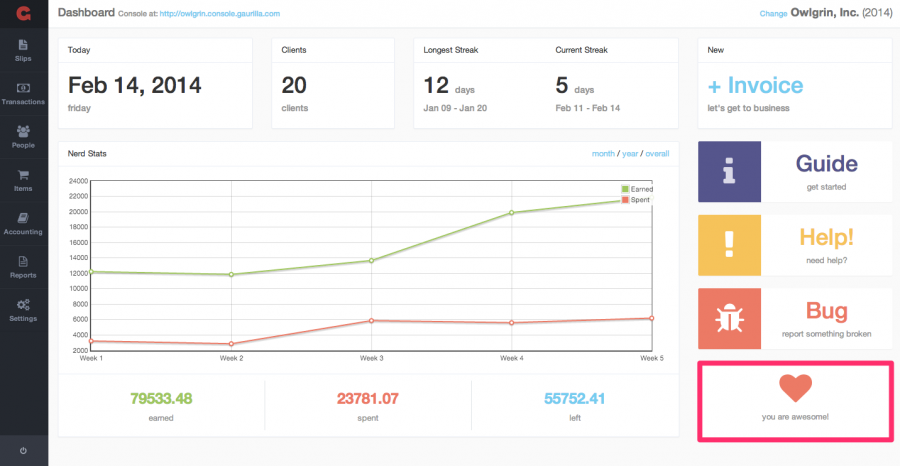 Dashboard Console at: http://owlgrin.console.gaurilla.com
Change Owlgrin, Inc. (2014)
Slips
Transactions
People
Items
Accounting
Reports
Settings
Today
Feb 14, 2014
friday
Clients
20
clients
Longest Streak
12 days
Jan 09 - Jan 20
Current Streak
5 days
Feb 11 - Feb 14
New
+ Invoice
let's get to business
Nerd Stats
month / year / overall
24000
22000
20000
18000
16000
14000
12000
10000
8000
6000
4000
2000
Earned
Spent
Week 1
Week 2
Week 3
Week 4
Week 5
79533.48
earned
23781.07
spent
55752.41
left
Guide
get started
Help!
need help?
Bug
report something broken
you are awesome!